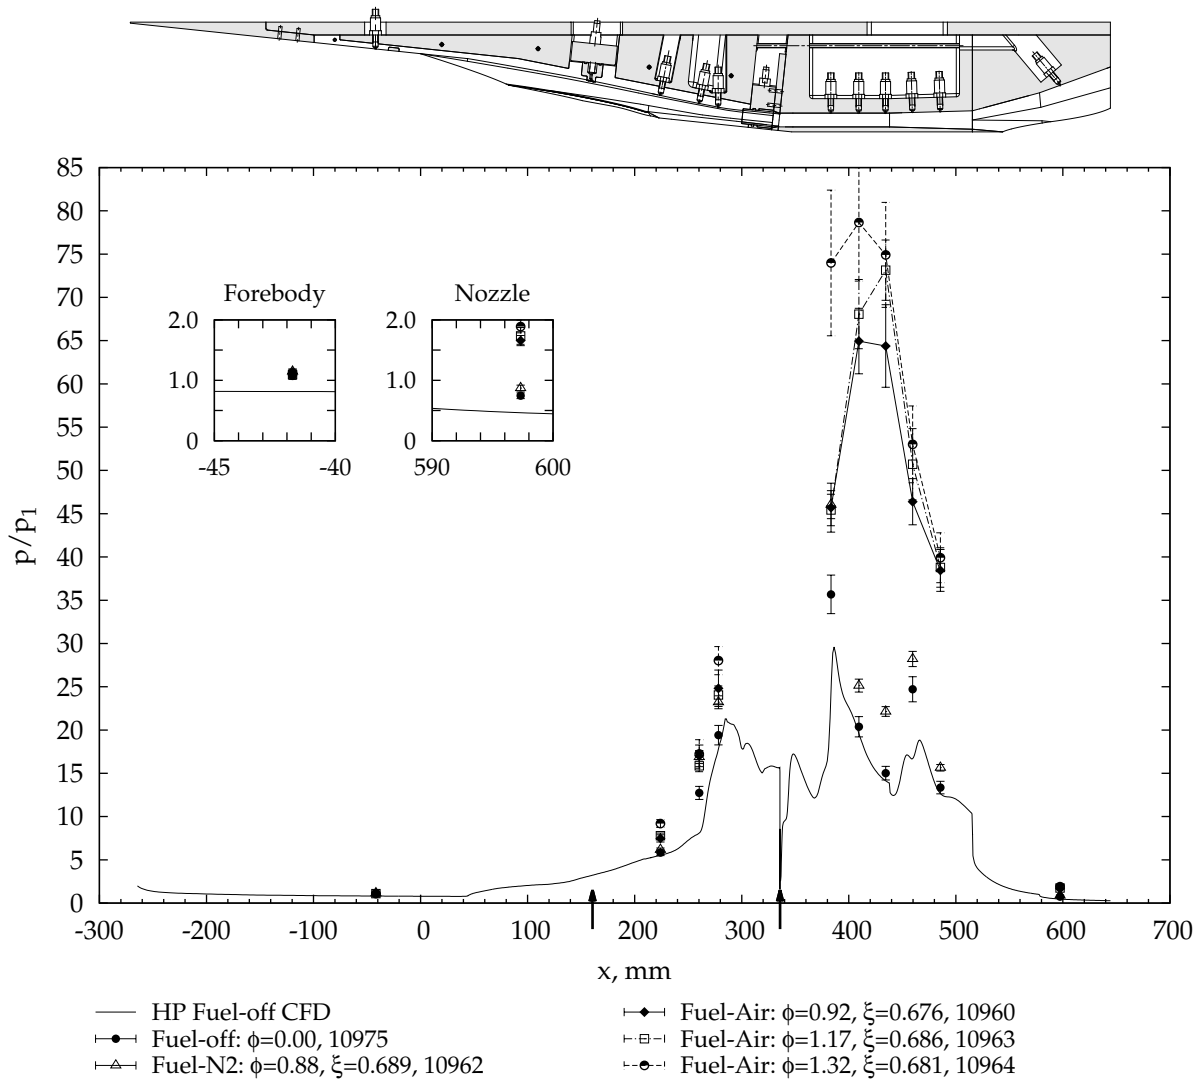 85
80
75
70
65
60
55
50
45
40
35
30
25
20
15
10
5
0
p/p1
Forebody
2.0
1.0
0
-45 -40
Nozzle
2.0
1.0
0
590 600
-300 -200 -100 0 100 200 300 400 500 600 700
x, mm
HP Fuel-off CFD
Fuel-off: ϕ=0.00, 10975
Fuel-N2: ϕ=0.88, ξ=0.689, 10962
Fuel-Air: ϕ=0.92, ξ=0.676, 10960
Fuel-Air: ϕ=1.17, ξ=0.686, 10963
Fuel-Air: ϕ=1.32, ξ=0.681, 10964